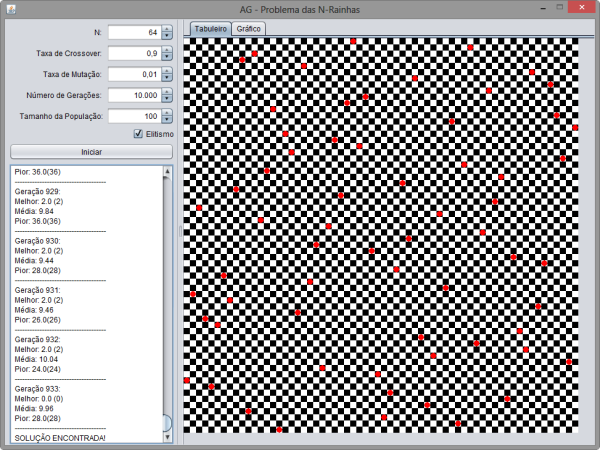 AG - Problema das N-Rainhas
N: 64
Taxa de Crossover: 0,9
Taxa de Mutação: 0,01
Número de Gerações: 10.000
Tamanho da População: 100
Elitismo
Iniciar
Pior: 36.0(36)
------------------------------------
Geração 929:
Melhor: 2.0 (2)
Média: 9.84
Pior: 36.0(36)
------------------------------------
Geração 930:
Melhor: 2.0 (2)
Média: 9.44
Pior: 28.0(28)
------------------------------------
Geração 931:
Melhor: 2.0 (2)
Média: 9.46
Pior: 26.0(26)
------------------------------------
Geração 932:
Melhor: 2.0 (2)
Média: 10.04
Pior: 24.0(24)
------------------------------------
Geração 933:
Melhor: 0.0 (0)
Média: 9.96
Pior: 28.0(28)
------------------------------------
SOLUÇÃO ENCONTRADA!
Tabuleiro Gráfico